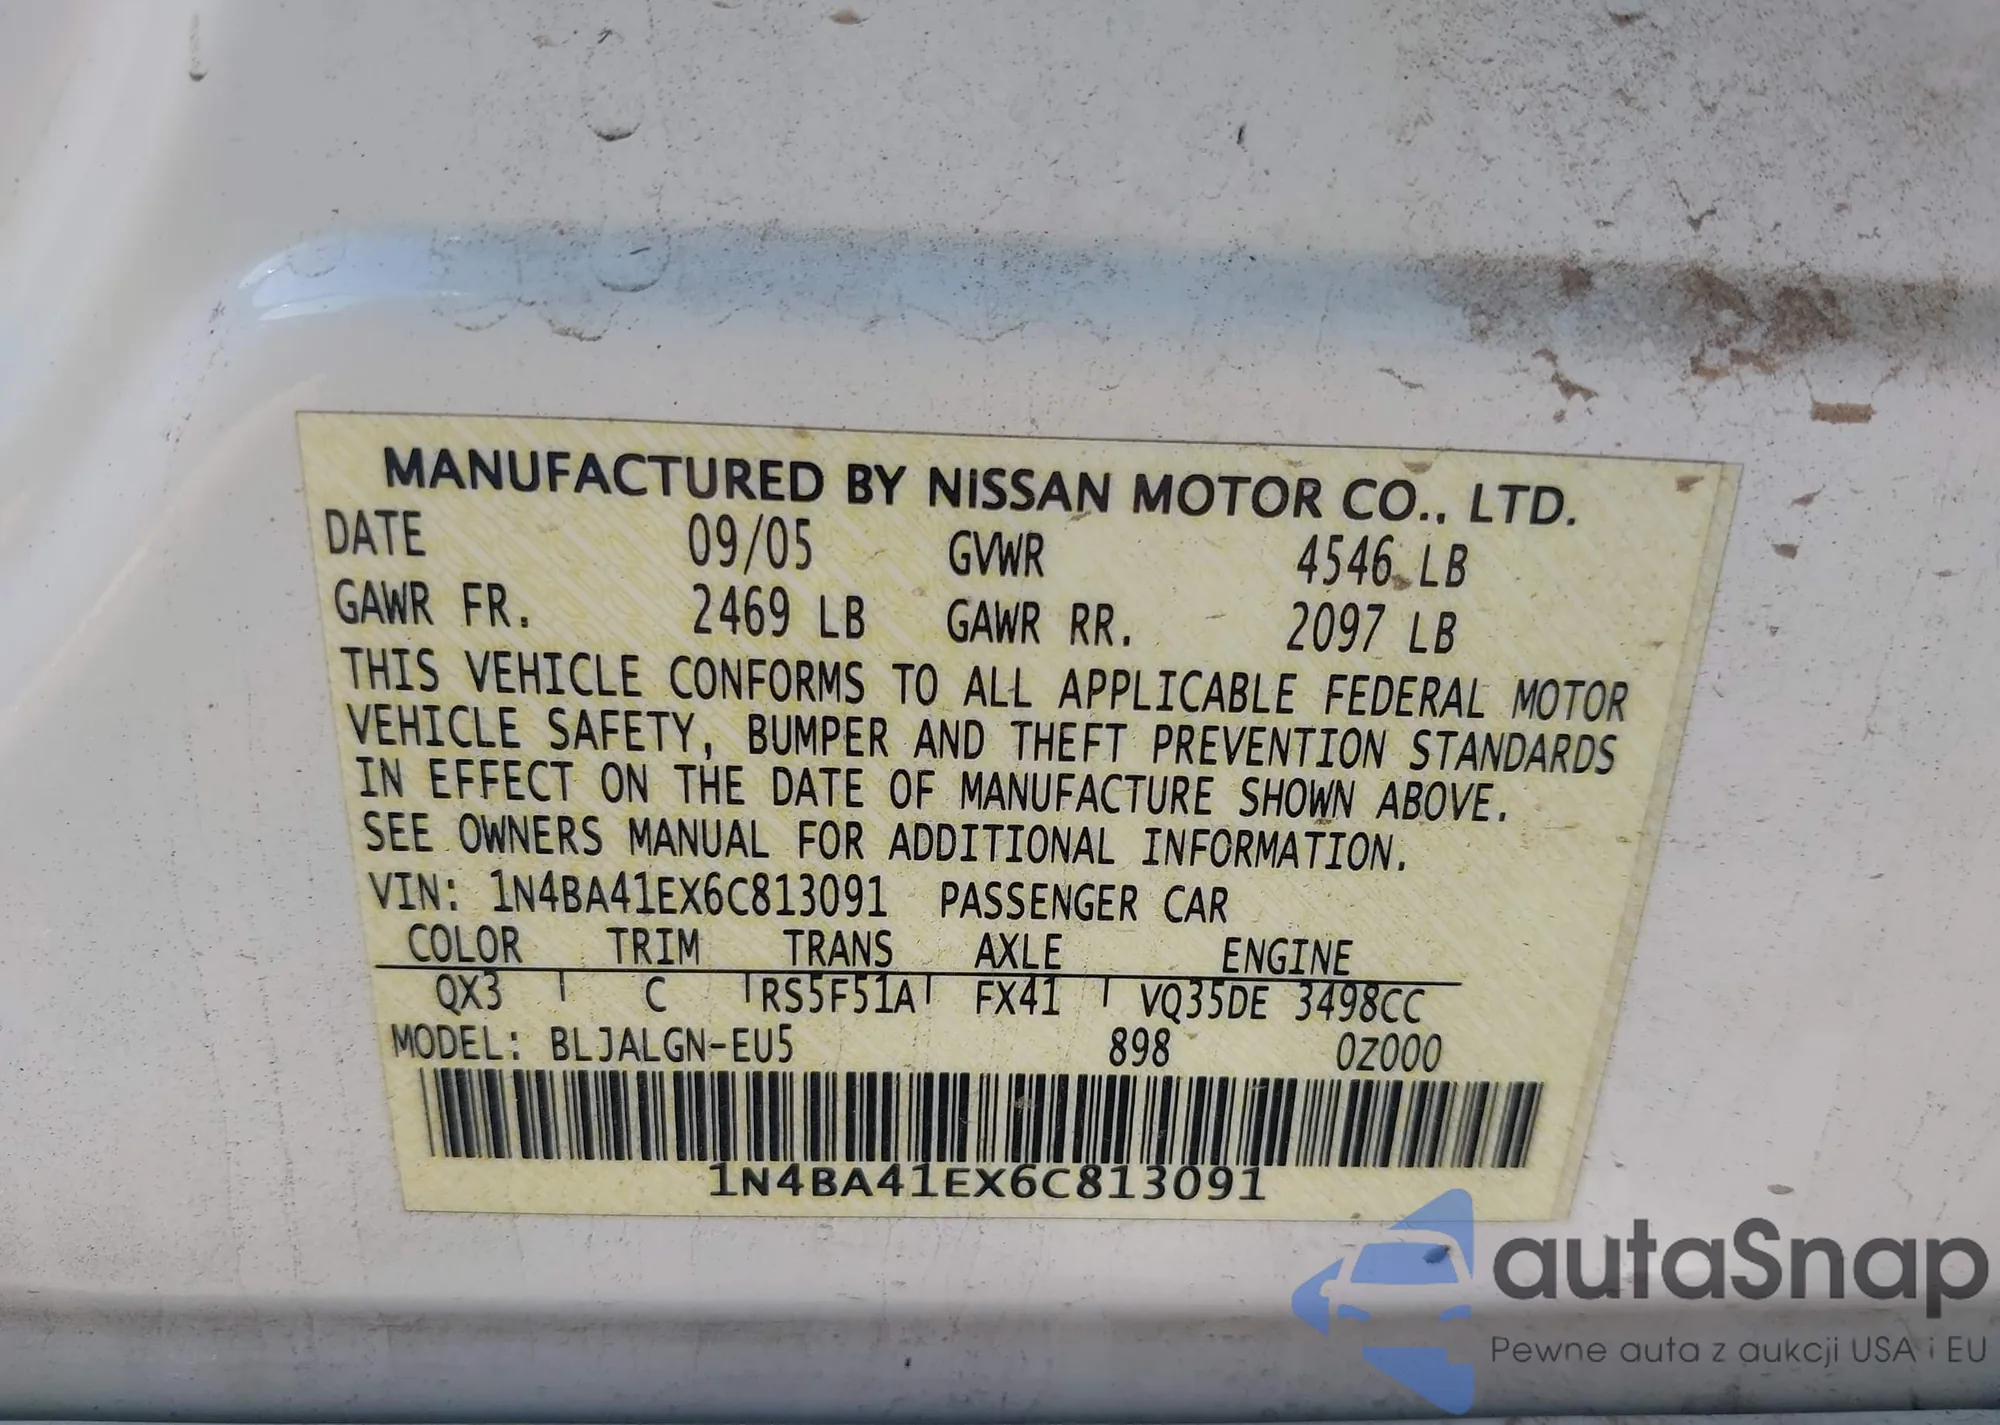 MANUFACTURED BY NISSAN MOTOR CO., LTD.
DATE 09/05 GVWR 4546 LB
GAWR FR. 2469 LB GAWR RR. 2097 LB
THIS VEHICLE CONFORMS TO ALL APPLICABLE FEDERAL MOTOR
VEHICLE SAFETY, BUMPER AND THEFT PREVENTION STANDARDS
IN EFFECT ON THE DATE OF MANUFACTURE SHOWN ABOVE.
SEE OWNERS MANUAL FOR ADDITIONAL INFORMATION.
VIN: 1N4BA41EX6C813091 PASSENGER CAR
COLOR TRIM TRANS AXLE ENGINE
QX3 C RS5F51A FX41 VQ35DE 3498CC
MODEL: BLJALGN-EU5 898 0Z000
1N4BA41EX6C813091
autaSnap
Pewne auta z aukcji USA i EU